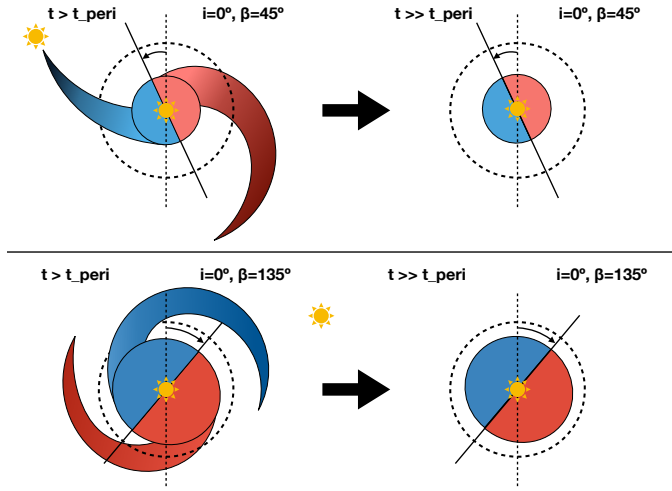 t > t_peri i=0º, β=45º
t >> t_peri i=0º, β=45º
t > t_peri i=0º, β=135º
t >> t_peri i=0º, β=135º